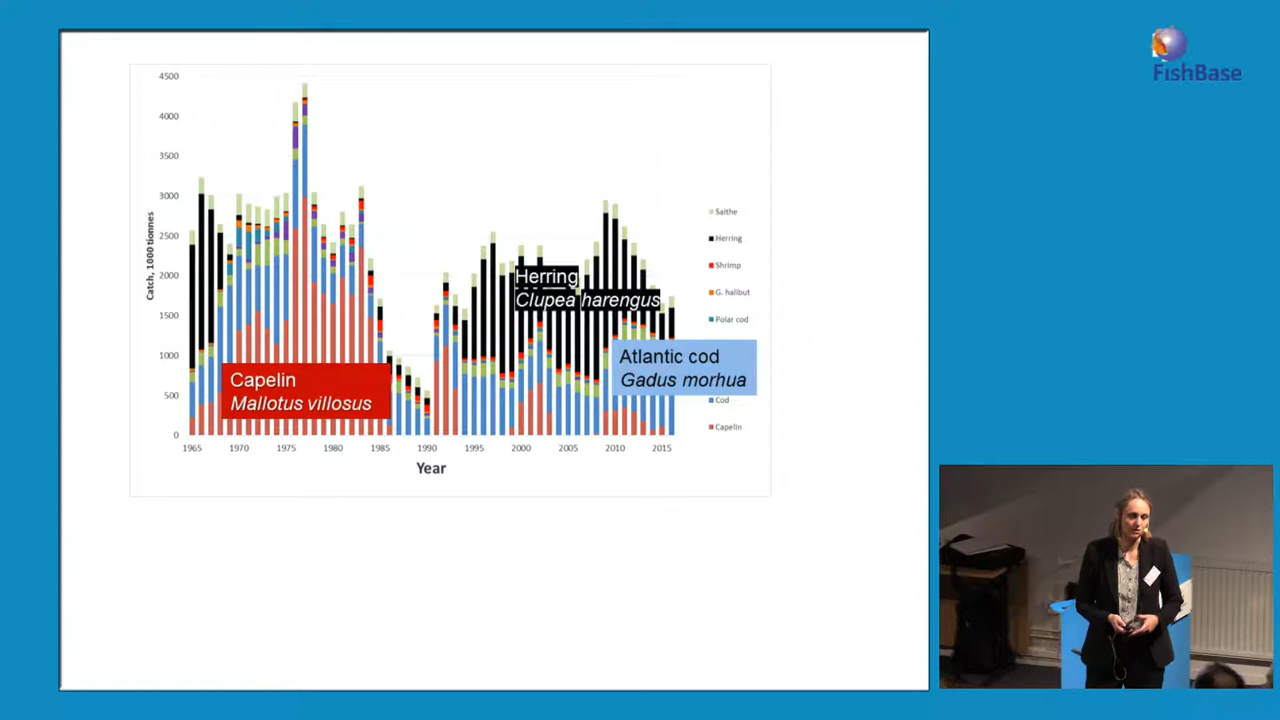 FishBase
4500
4000
3500
3000
2500
2000
1500
1000
500
0
Catch, 1000 tionnes
1965 1970 1975 1980 1985 1990 1995 2000 2005 2010 2015
Year
Capelin
Mallotus villosus
Herring
Clupea harengus
Atlantic cod
Gadus morhua
Saithe
Herring
Shrimp
G. halibut
Polar cod
Cod
Capelin